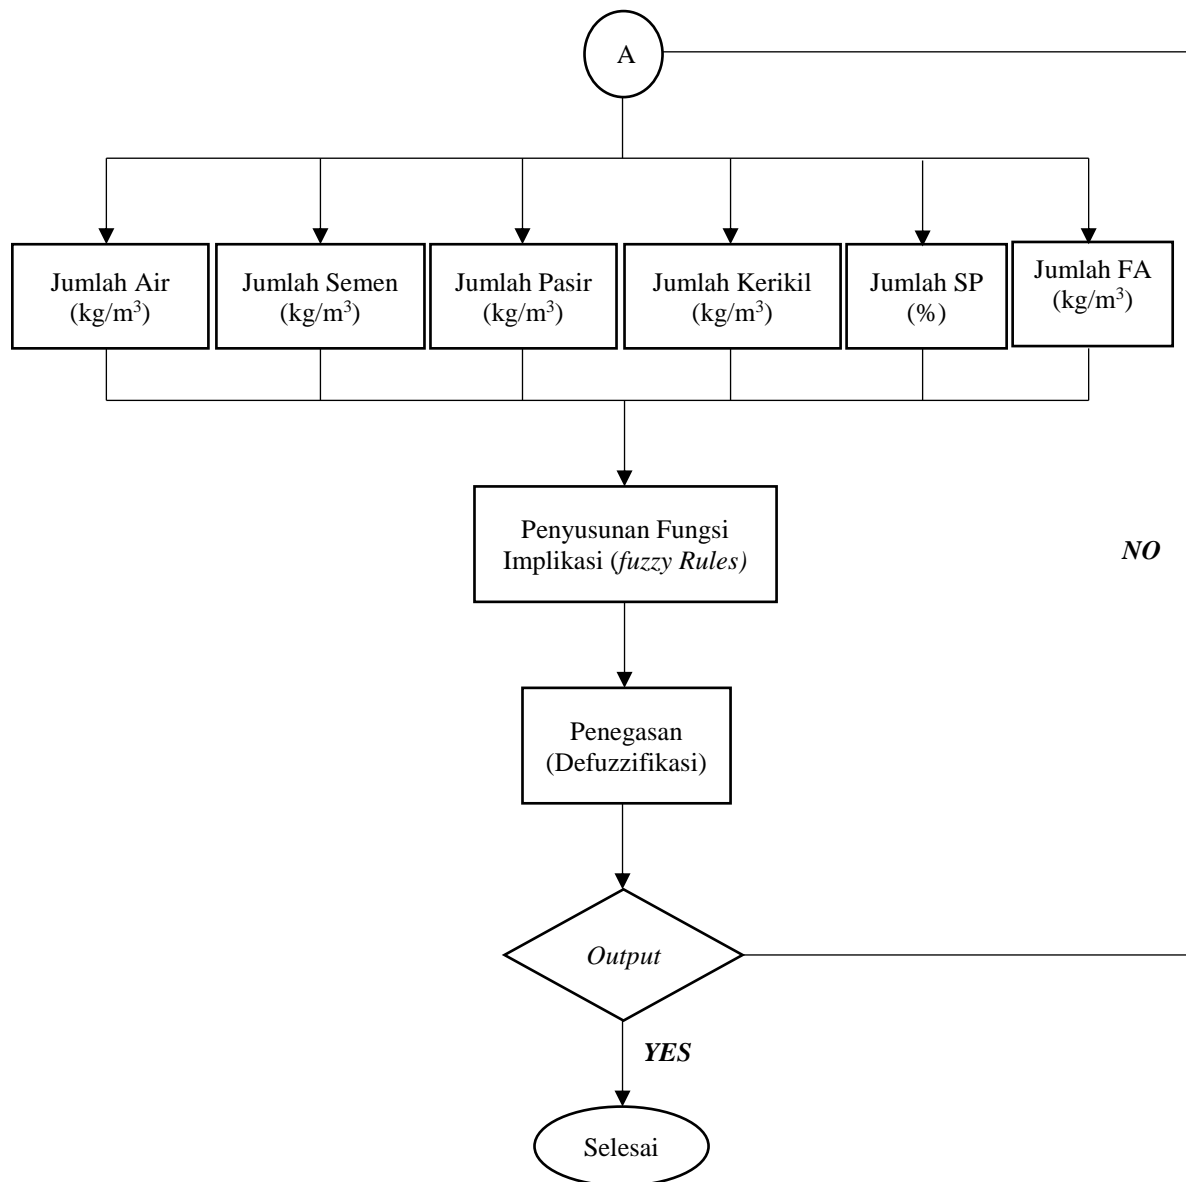 A
Jumlah Air
(kg/m³)
Jumlah Semen
(kg/m³)
Jumlah Pasir
(kg/m³)
Jumlah Kerikil
(kg/m³)
Jumlah SP
(%)
Jumlah FA
(kg/m³)
Penyusunan Fungsi
Implikasi (fuzzy Rules)
NO
Penegasan
(Defuzzifikasi)
Output
YES
Selesai